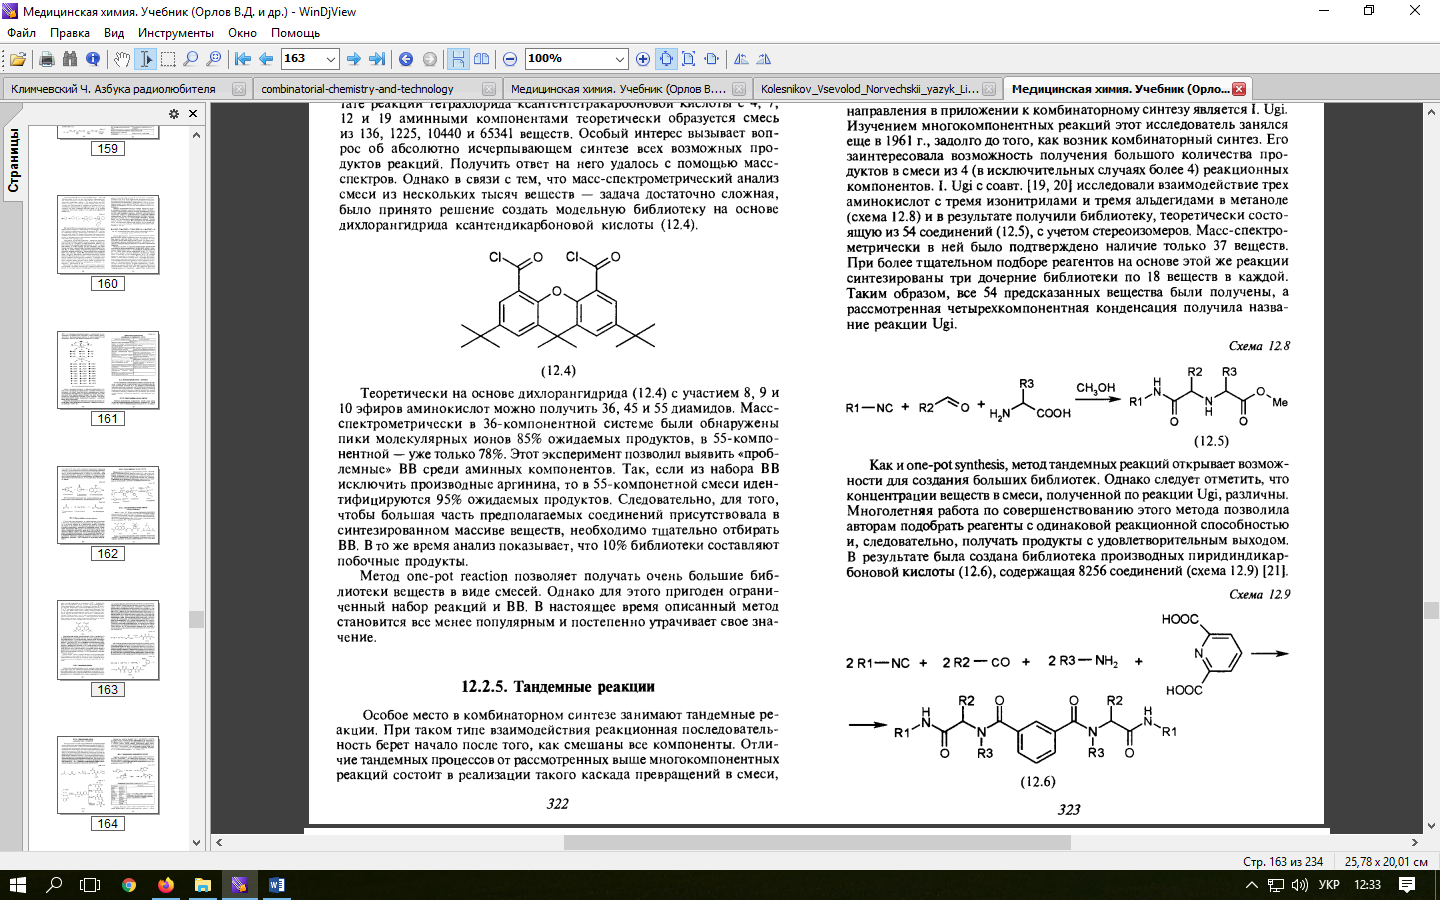 Медицинская химия. Учебник (Орлов В.Д. и др.) - WinDjView
Файл Правка Вид Инструменты Окно Помощь
163
100%
Климчевский Ч. Азбука радиолюбителя
combinatorial-chemistry-and-technology
Медицинская химия. Учебник (Орлов В....
Kolesnikov_Vsevolod_Norvechskii_yazyk_Li...
Медицинская химия. Учебник (Орло...
Страницы
159
160
161
162
163
164
тате реакции тетрахлорида ксантентетракарбоновой кислоты с 4, 7,
12 и 19 аминными компонентами теоретически образуется смесь
из 136, 1225, 10440 и 65341 веществ. Особый интерес вызывает воп-
рос об абсолютно исчерпывающем синтезе всех возможных про-
дуктов реакций. Получить ответ на него удалось с помощью масс-
спектров. Однако в связи с тем, что масс-спектрометрический анализ
смеси из нескольких тысяч веществ — задача достаточно сложная,
было принято решение создать модельную библиотеку на основе
дихлорангидрида ксантендикарбоновой кислоты (12.4).
Cl O Cl O
O
(12.4)
Теоретически на основе дихлорангидрида (12.4) с участием 8, 9 и
10 эфиров аминокислот можно получить 36, 45 и 55 диамидов. Масс-
спектрометрически в 36-компонентной системе были обнаружены
пики молекулярных ионов 85% ожидаемых продуктов, в 55-компо-
нентной — уже только 78%. Этот эксперимент позволил выявить «проб-
лемные» ВВ среди аминных компонентов. Так, если из набора ВВ
исключить производные аргинина, то в 55-компонетной смеси иден-
тифицируются 95% ожидаемых продуктов. Следовательно, для того,
чтобы большая часть предполагаемых соединений присутствовала в
синтезированном массиве веществ, необходимо тщательно отбирать
ВВ. В то же время анализ показывает, что 10% библиотеки составляют
побочные продукты.
Метод one-pot reaction позволяет получать очень большие биб-
лиотеки веществ в виде смесей. Однако для этого пригоден ограни-
ченный набор реакций и ВВ. В настоящее время описанный метод
становится все менее популярным и постепенно утрачивает свое зна-
чение.
12.2.5. Тандемные реакции
Особое место в комбинаторном синтезе занимают тандемные ре-
акции. При таком типе взаимодействия реакционная последователь-
ность берет начало после того, как смешаны все компоненты. Отли-
чие тандемных процессов от рассмотренных выше многокомпонентных
реакций состоит в реализации такого каскада превращений в смеси,
322
направления в приложении к комбинаторному синтезу является I. Ugi.
Изучением многокомпонентных реакций этот исследователь занялся
еще в 1961 г., задолго до того, как возник комбинаторный синтез. Его
заинтересовала возможность получения большого количества про-
дуктов в смеси из 4 (в исключительных случаях более 4) реакционных
компонентов. I. Ugi с соавт. [19, 20] исследовали взаимодействие трех
аминокислот с тремя изонитрилами и тремя альдегидами в метаноле
(схема 12.8) и в результате получили библиотеку, теоретически состо-
ящую из 54 соединений (12.5), с учетом стереоизомеров. Масс-спектро-
метрически в ней было подтверждено наличие только 37 веществ.
При более тщательном подборе реагентов на основе этой же реакции
синтезированы три дочерние библиотеки по 18 веществ в каждой.
Таким образом, все 54 предсказанных вещества были получены, а
рассмотренная четырехкомпонентная конденсация получила назва-
ние реакции Ugi.
Схема 12.8
R1—NC + R2 O + H2N R3 COOH CH3OH R1 H N O R2 N H R3 O O Me
(12.5)
Как и one-pot synthesis, метод тандемных реакций открывает возмож-
ности для создания больших библиотек. Однако следует отметить, что
концентрации веществ в смеси, полученной по реакции Ugi, различны.
Многолетняя работа по совершенствованию этого метода позволила
авторам подобрать реагенты с одинаковой реакционной способностью
и, следовательно, получать продукты с удовлетворительным выходом.
В результате была создана библиотека производных пиридиндикар-
боновой кислоты (12.6), содержащая 8256 соединений (схема 12.9) [21].
Схема 12.9
2 R1—NC + 2 R2—CO + 2 R3—NH2 + HOOC N HOOC
R1 H N O R2 N R3 O O R2 N R3 O H N R1
(12.6)
323
Стр. 163 из 234 25,78 x 20,01 см
УКР 12:33